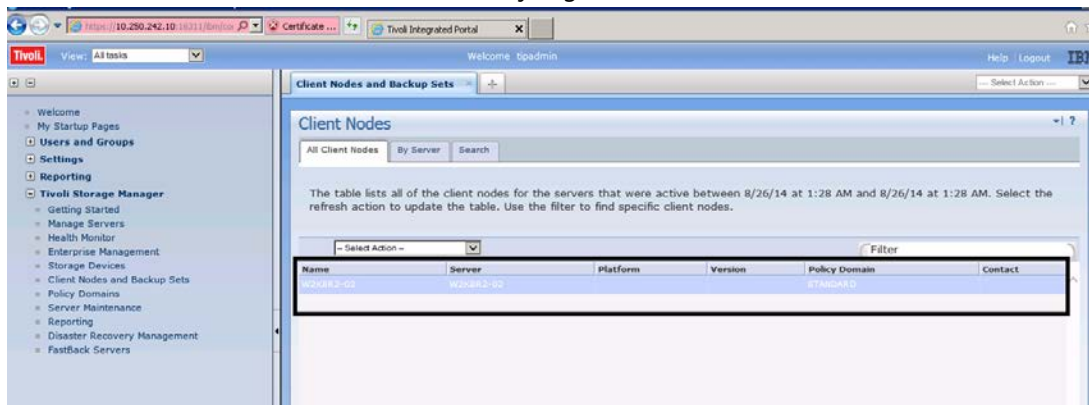 https://10.250.242.10:16311/ibm/co
Certificate ...
Tivoli Integrated Portal
Tivoli. View: All tasks Welcome tipadmin Help Logout IBM
Client Nodes and Backup Sets
-- Select Action --
Welcome
My Startup Pages
Users and Groups
Settings
Reporting
Tivoli Storage Manager
Getting Started
Manage Servers
Health Monitor
Enterprise Management
Storage Devices
Client Nodes and Backup Sets
Policy Domains
Server Maintenance
Reporting
Disaster Recovery Management
FastBack Servers
Client Nodes
All Client Nodes By Server Search
The table lists all of the client nodes for the servers that were active between 8/26/14 at 1:28 AM and 8/26/14 at 1:28 AM. Select the
refresh action to update the table. Use the filter to find specific client nodes.
-- Select Action -- Filter
Name Server Platform Version Policy Domain Contact
W2K8R2-02 STANDARD